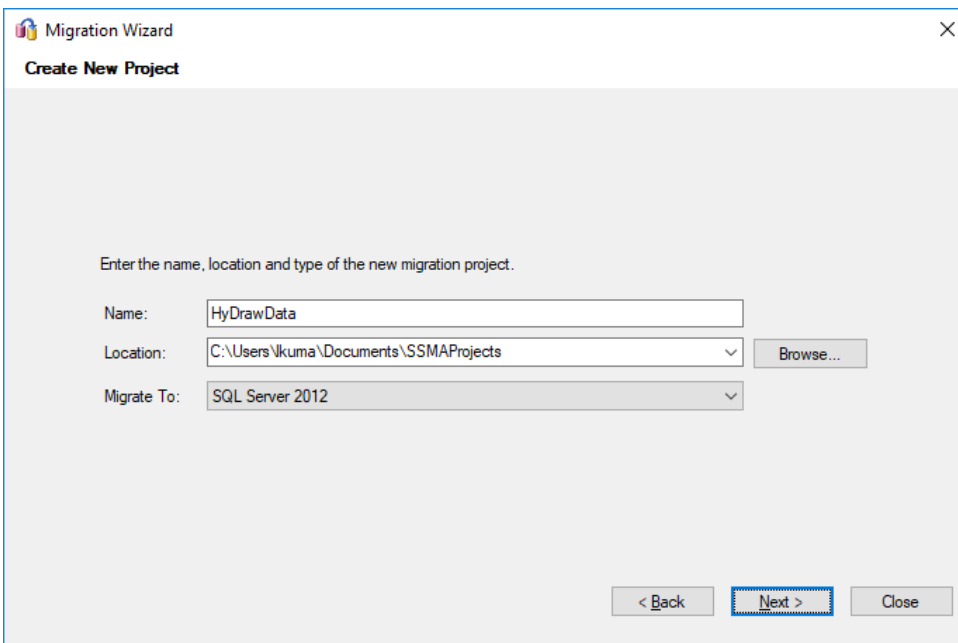 Migration Wizard
Create New Project
Enter the name, location and type of the new migration project.
Name: HyDrawData
Location: C:\Users\lkuma\Documents\SSMAProjects Browse...
Migrate To: SQL Server 2012
< Back Next > Close